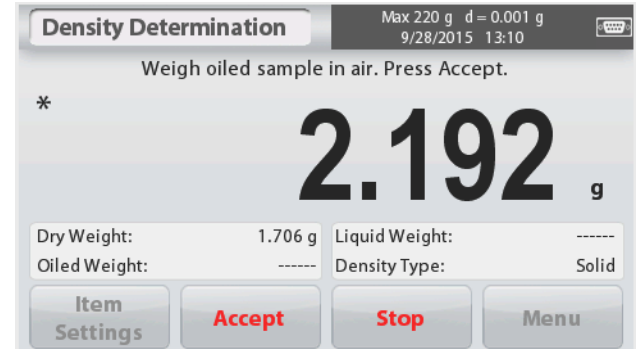 Density Determination
Max 220 g d = 0.001 g
9/28/2015 13:10
Weigh oiled sample in air. Press Accept.
*
2.192 g
Dry Weight: 1.706 g Liquid Weight: ------
Oiled Weight: ------ Density Type: Solid
Item Settings Accept Stop Menu